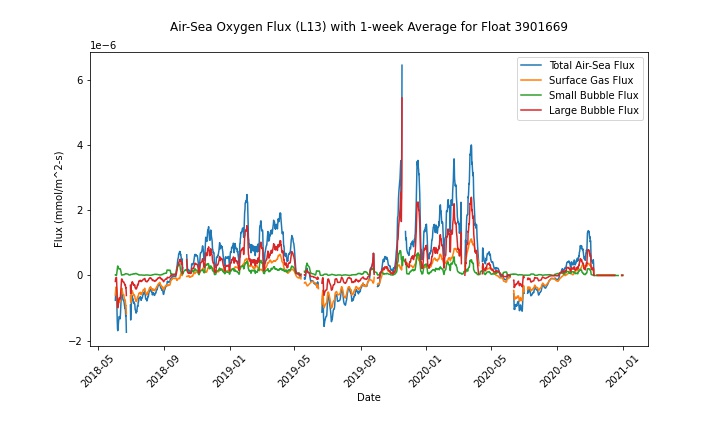 Air-Sea Oxygen Flux (L13) with 1-week Average for Float 3901669
1e−6
Total Air-Sea Flux
Surface Gas Flux
Small Bubble Flux
Large Bubble Flux
6
4
2
0
−2
Flux (mmol/m^2-s)
2018-05
2018-09
2019-01
2019-05
2019-09
2020-01
2020-05
2020-09
2021-01
Date